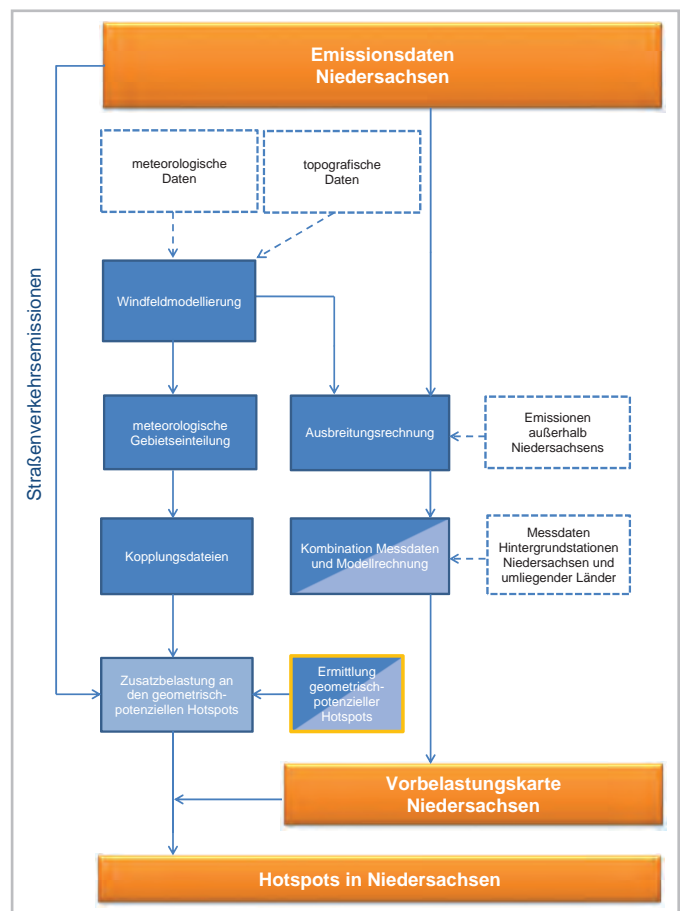 Emissionsdaten
Niedersachsen
meteorologische
Daten
topografische
Daten
Windfeldmodellierung
Straßenverkehrsemissionen
meteorologische
Gebietseinteilung
Ausbreitungsrechnung
Emissionen
außerhalb
Niedersachsens
Kopplungsdateien
Kombination Messdaten
und Modellrechnung
Messdaten
Hintergrundstationen
Niedersachsen und
umliegender Länder
Zusatzbelastung an
den geometrisch-
potenziellen Hotspots
Ermittlung
geometrisch-
potenzieller
Hotspots
Vorbelastungskarte
Niedersachsen
Hotspots in Niedersachsen